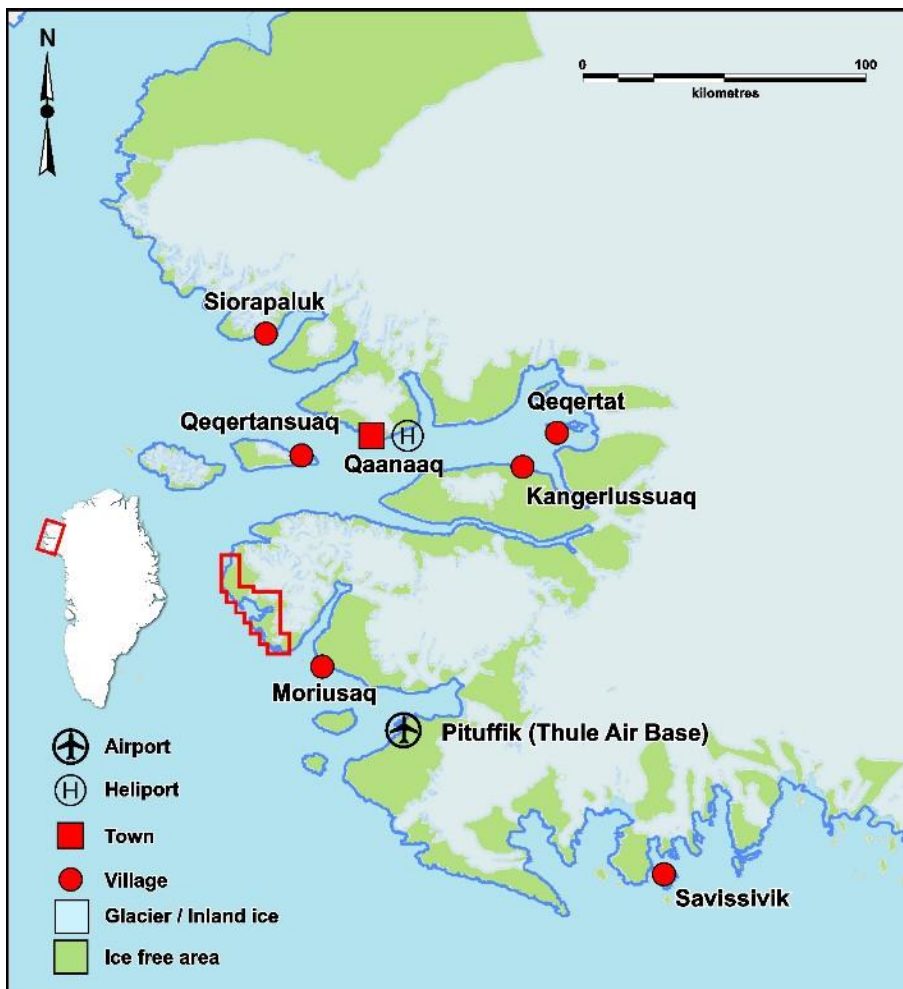 N
0 100
kilometres
Siorapaluk
Qeqertat
Qeqertansuaq
H
Qaanaaq
Kangerlussuaq
Moriusaq
Pituffik (Thule Air Base)
Airport
H Heliport
Town
Village
Glacier / Inland ice
Savissivik
Ice free area